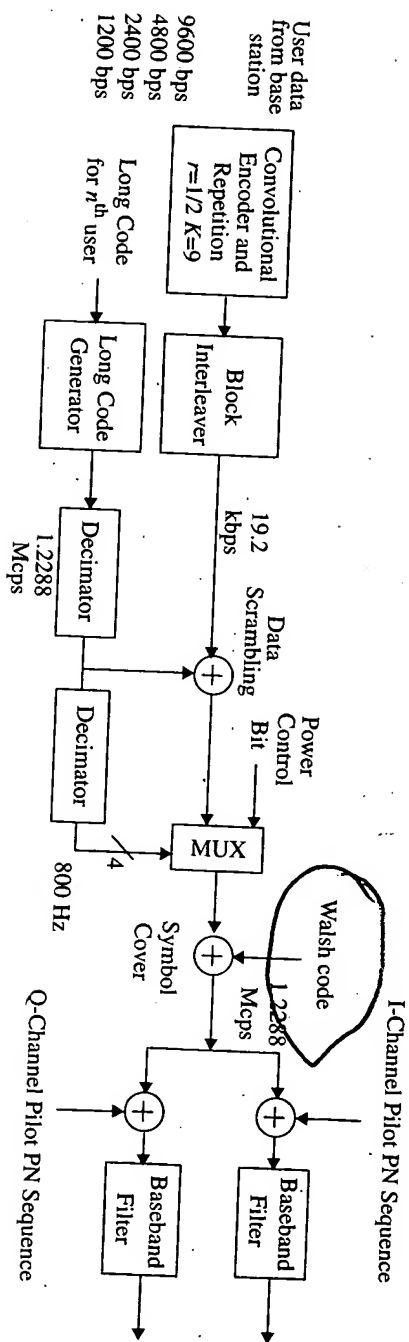 User data
from base
station
9600 bps
4800 bps
2400 bps
1200 bps
Convolutional
Encoder and
Repetition
r=1/2 K=9
Block
Interleaver
19.2
kbps
Data
Scrambling
+
Power
Control
Bit
MUX
Long Code
for nth user
Long Code
Generator
Decimator
1.2288
Mcps
Decimator
4
800 Hz
Walsh code
1.2288
Mcps
+
Symbol
Cover
I-Channel Pilot PN Sequence
+
Baseband
Filter
+
Baseband
Filter
Q-Channel Pilot PN Sequence